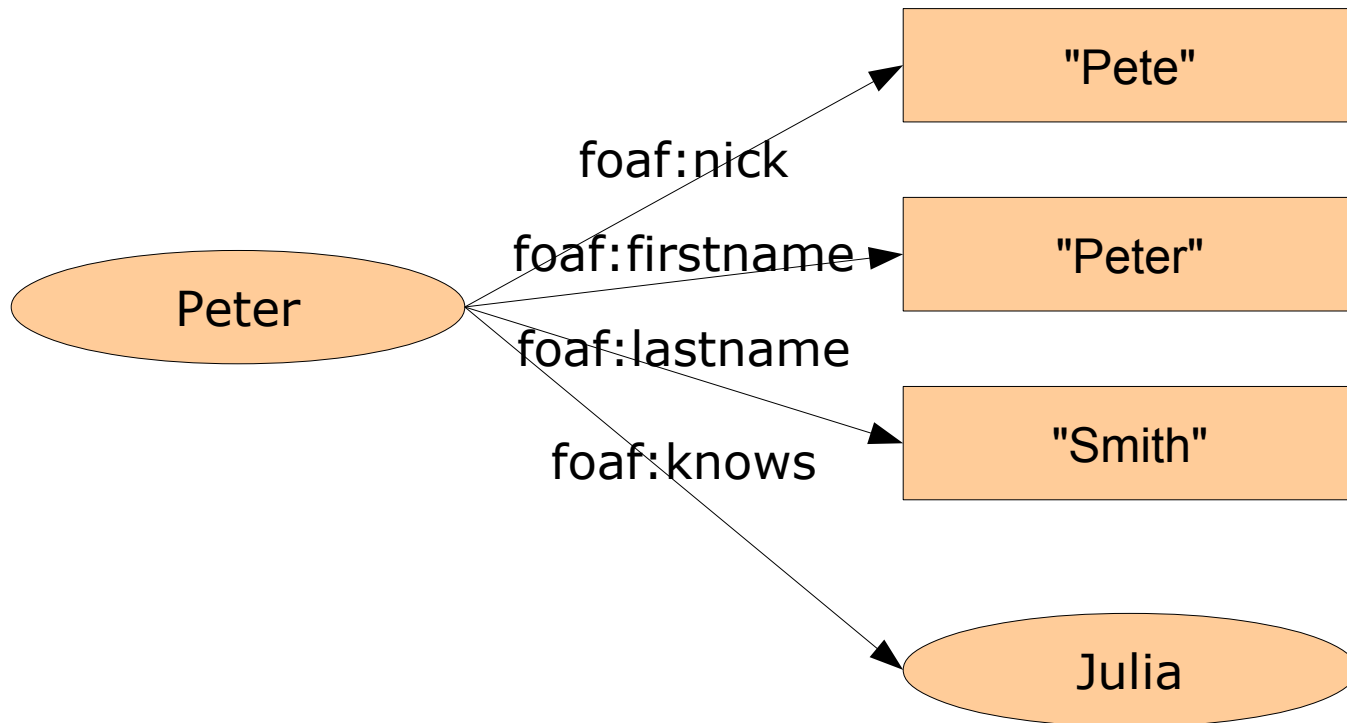 "Pete"
foaf:nick
foaf:firstname
"Peter"
Peter
foaf:lastname
"Smith"
foaf:knows
Julia